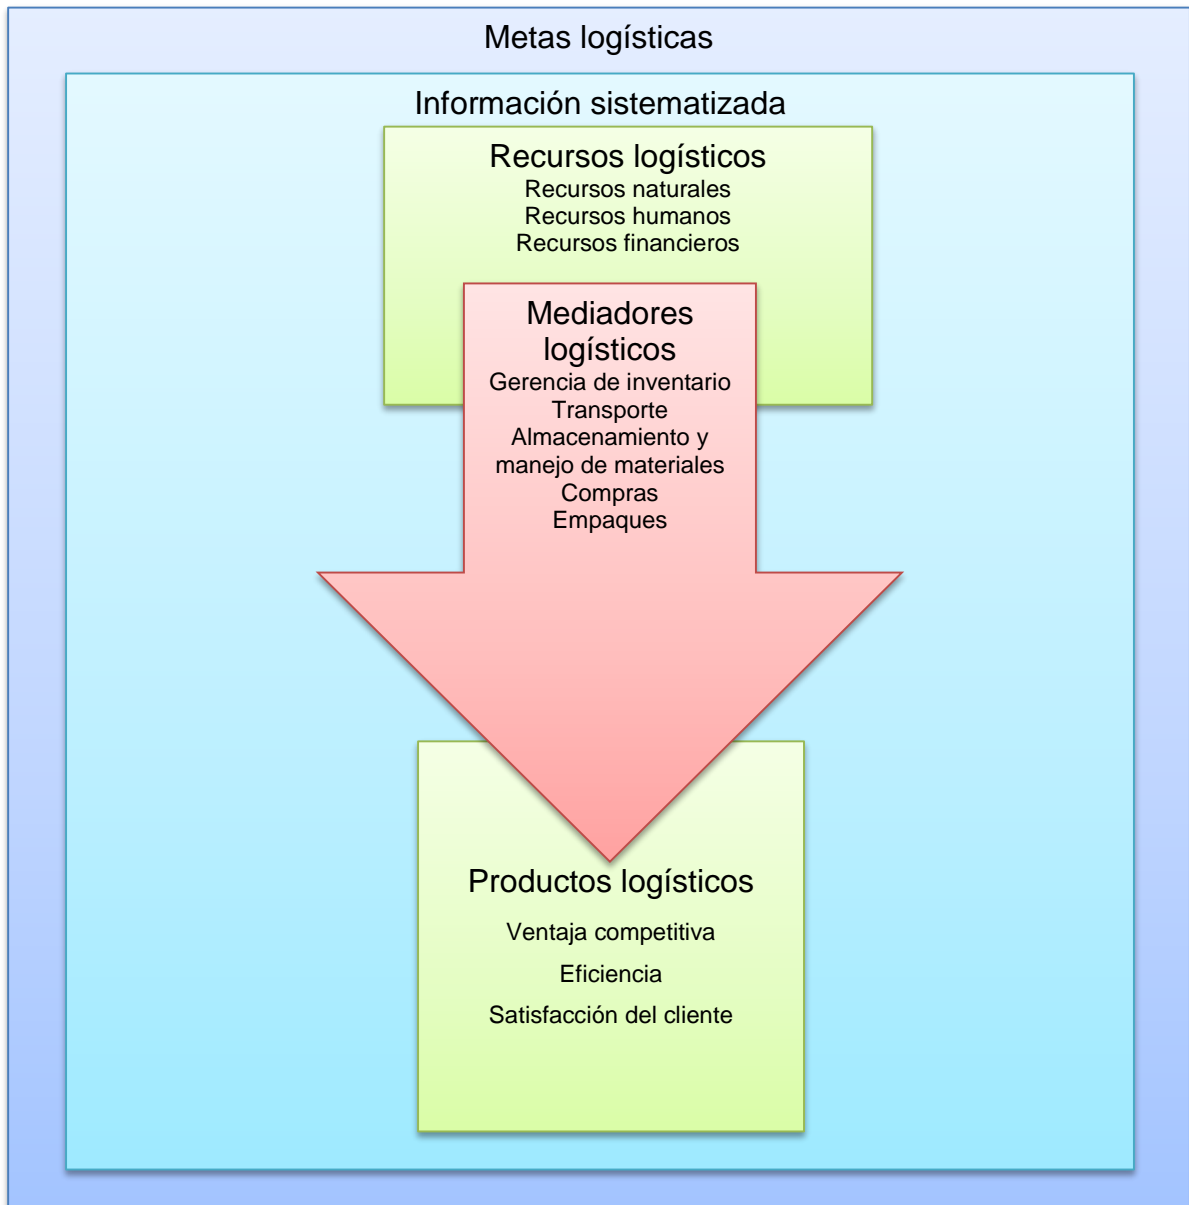 Metas logísticas
Información sistematizada
Recursos logísticos
Recursos naturales
Recursos humanos
Recursos financieros
Mediadores
logísticos
Gerencia de inventario
Transporte
Almacenamiento y
manejo de materiales
Compras
Empaques
Productos logísticos
Ventaja competitiva
Eficiencia
Satisfacción del cliente